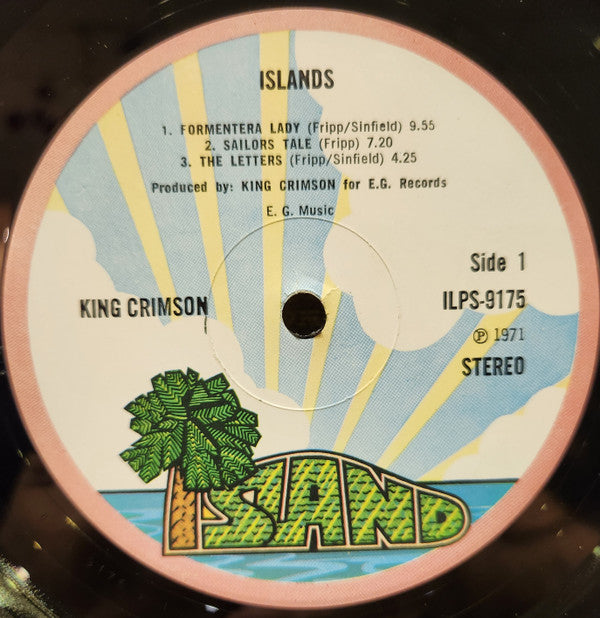 ISLANDS
1. FORMENTERA LADY (Fripp/Sinfield) 9.55
2. SAILORS TALE (Fripp) 7.20
3. THE LETTERS (Fripp/Sinfield) 4.25
Produced by: KING CRIMSON for E.G. Records
E. G. Music
Side 1
KING CRIMSON
ILPS-9175
Ⓟ 1971
STEREO
ISLAND